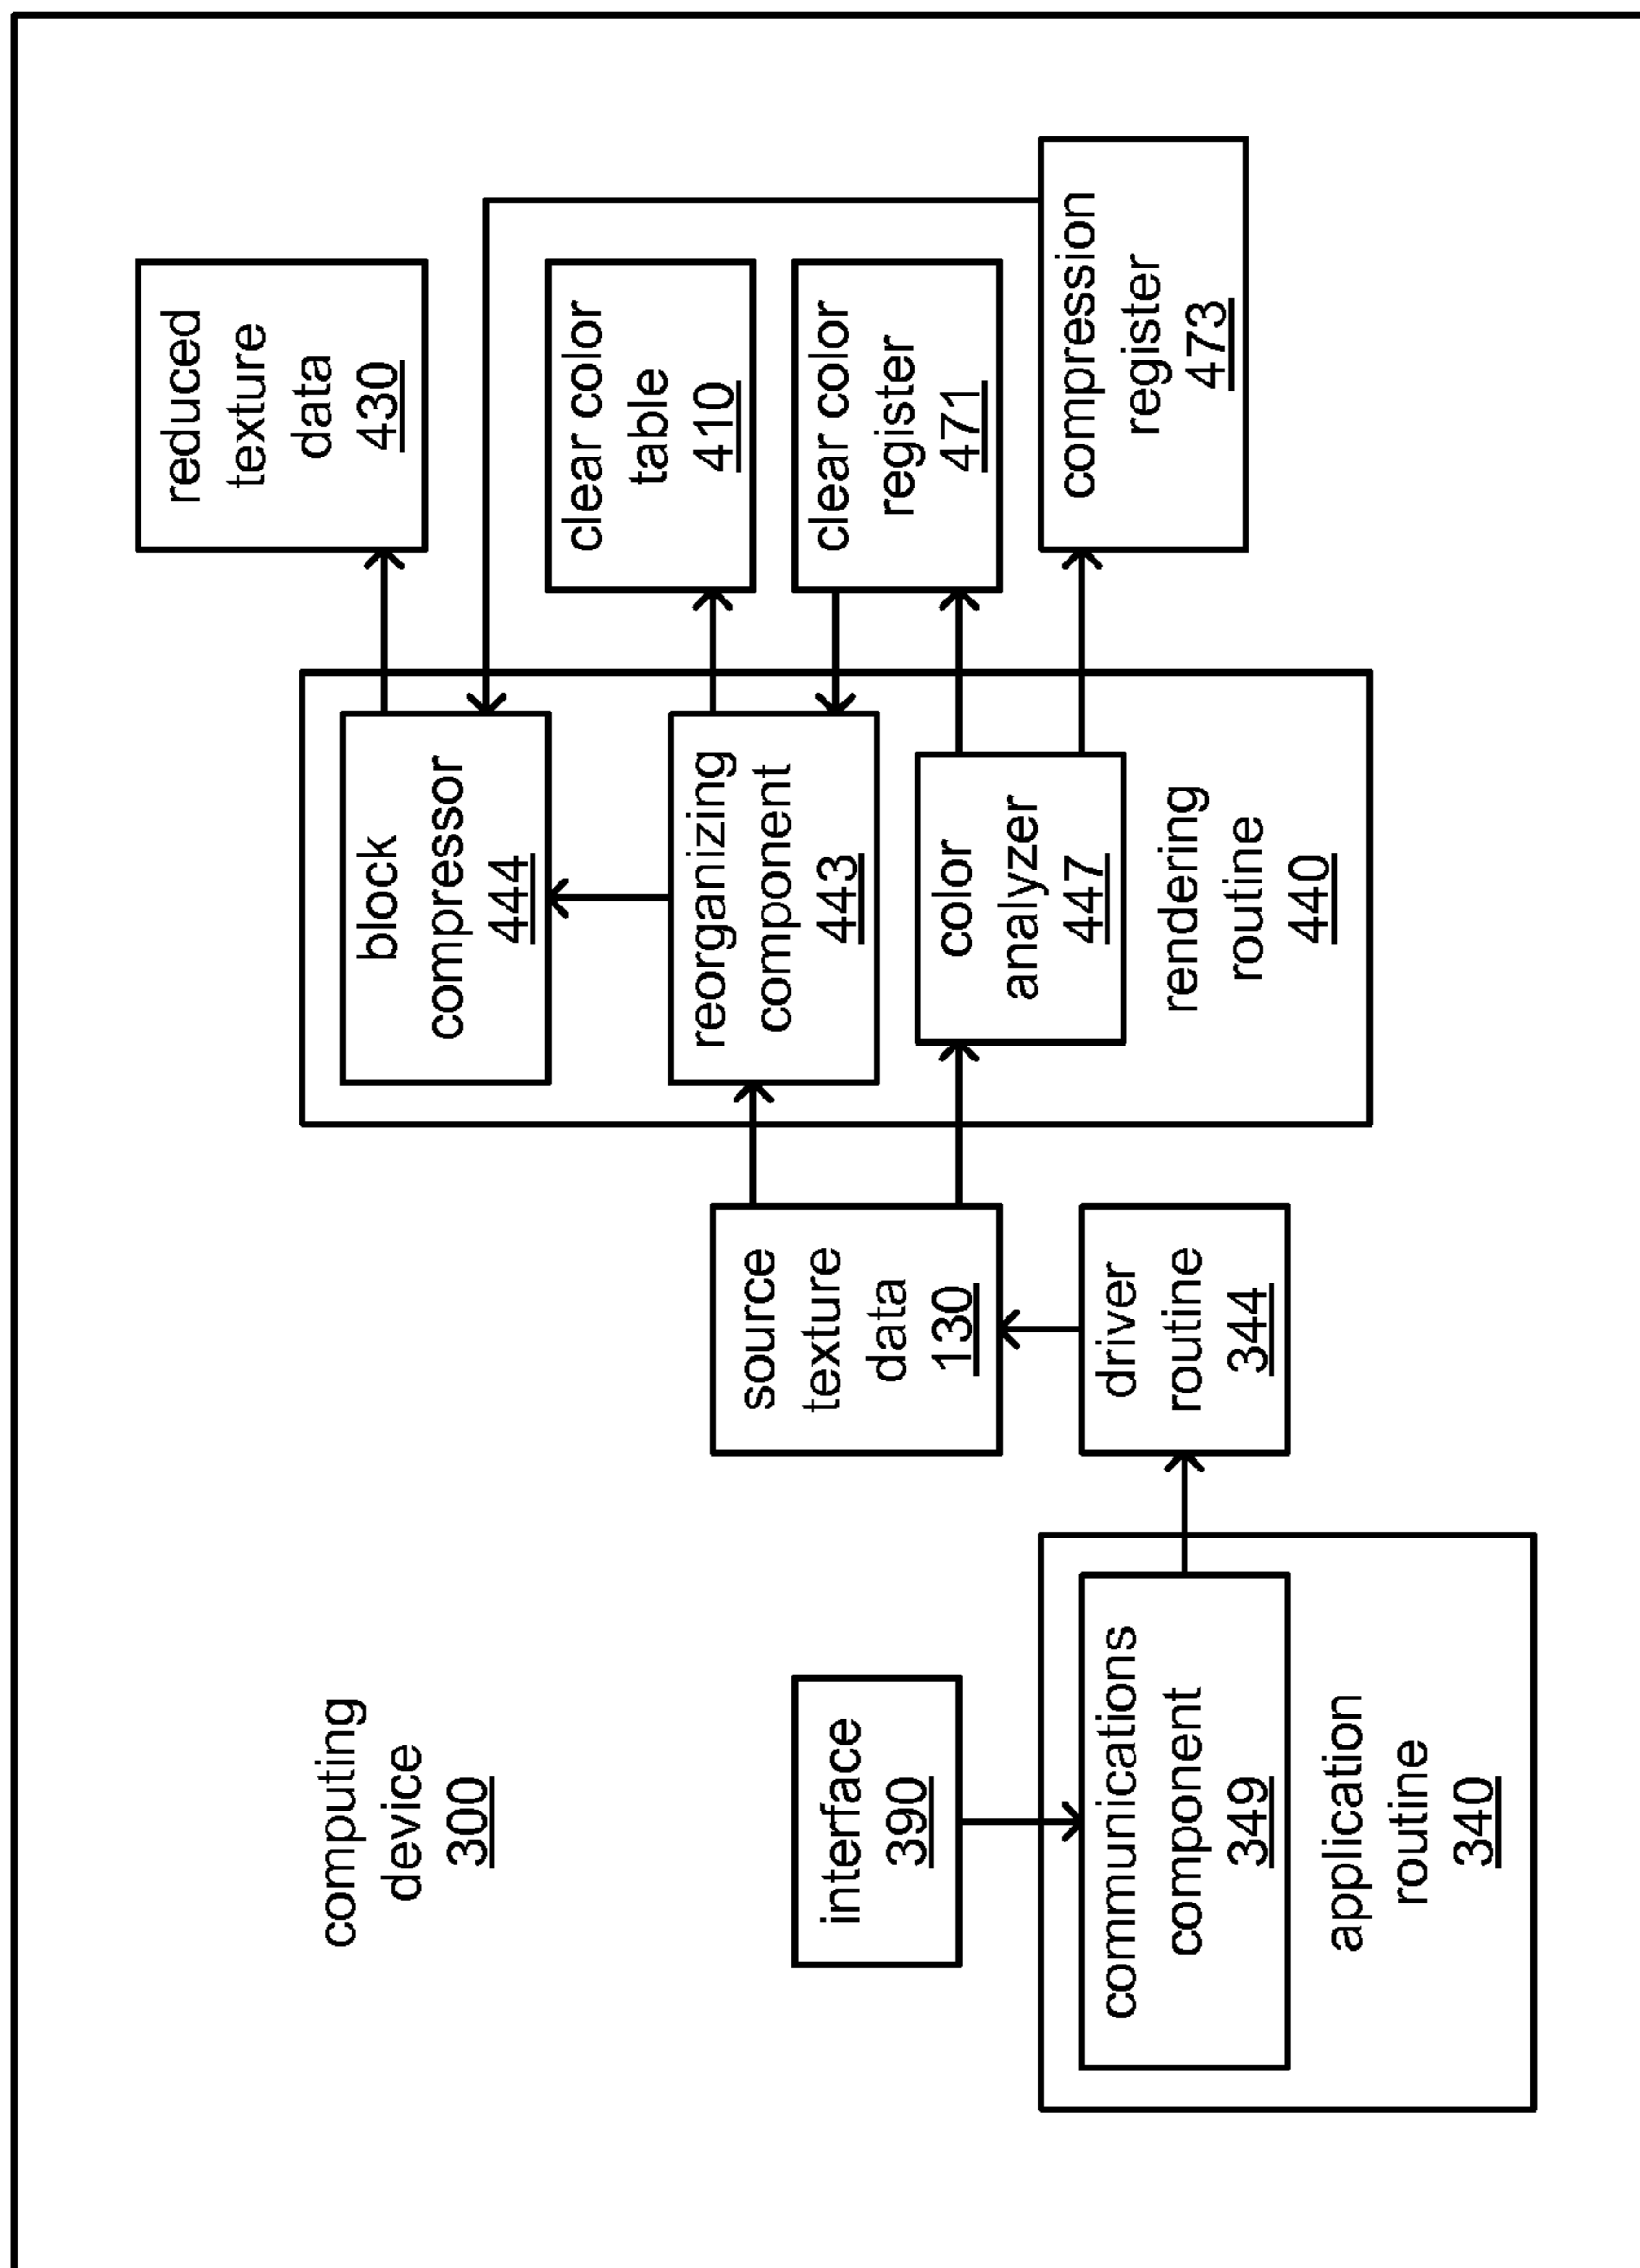 computing
device
300
interface
390
communications
component
349
application
routine
340
source
texture
data
130
driver
routine
344
block
compressor
444
reorganizing
component
443
color
analyzer
447
rendering
routine
440
reduced
texture
data
430
clear color
table
410
clear color
register
471
compression
register
473